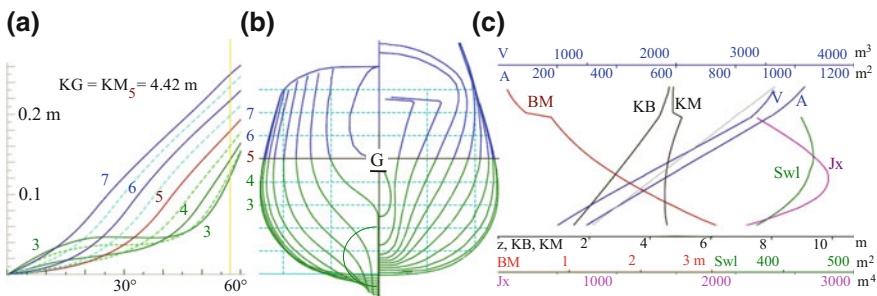 (a)
KG = KM5 = 4.42 m
0.2 m
0.1
7
6
5
4
3
3
30°
60°
(b)
7
6
5
4
3
G
(c)
V 1000 2000 3000 4000 m³
A 200 400 600 800 1000 1200 m²
BM KB KM V A
Swl Jx
z, KB, KM 2 4 6 8 10 m
BM 1 2 3 m Swl 400 500 m²
Jx 1000 2000 3000 m⁴